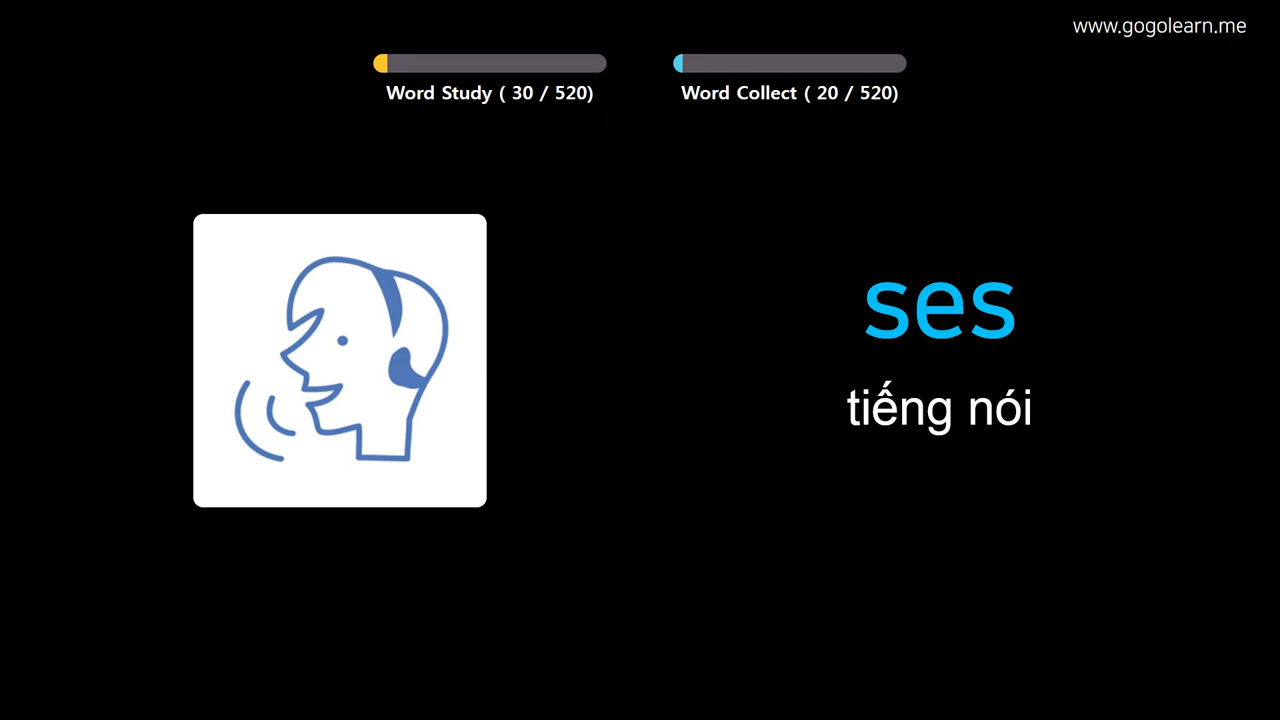 www.gogolearn.me
Word Study ( 30 / 520)
Word Collect ( 20 / 520)
ses
tiếng nói